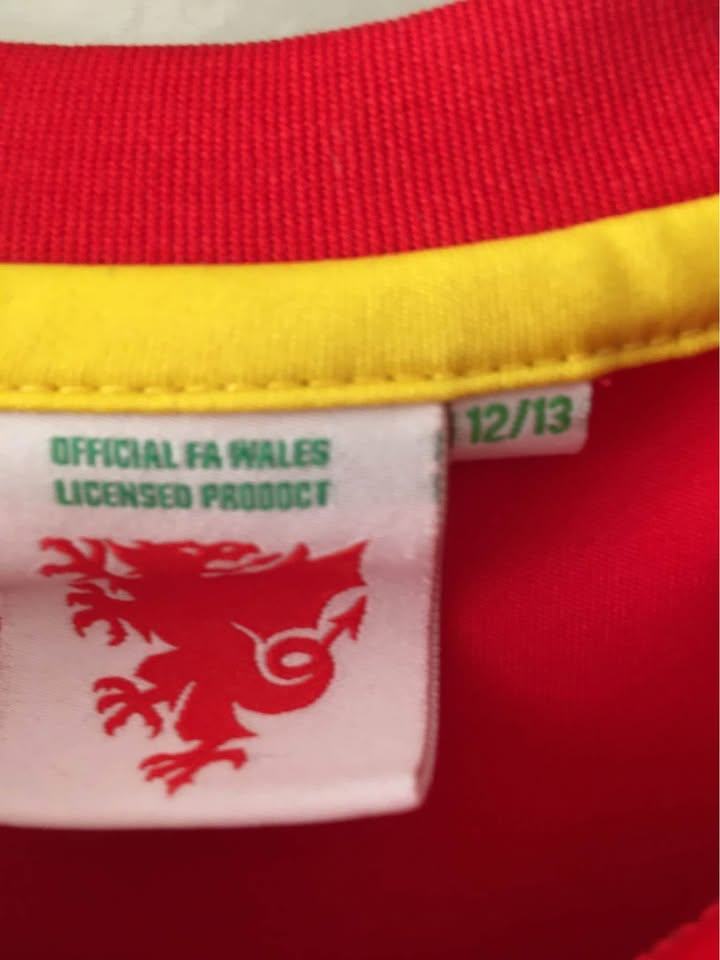 OFFICIAL FA WALES
LICENSED PRODUCT
12/13